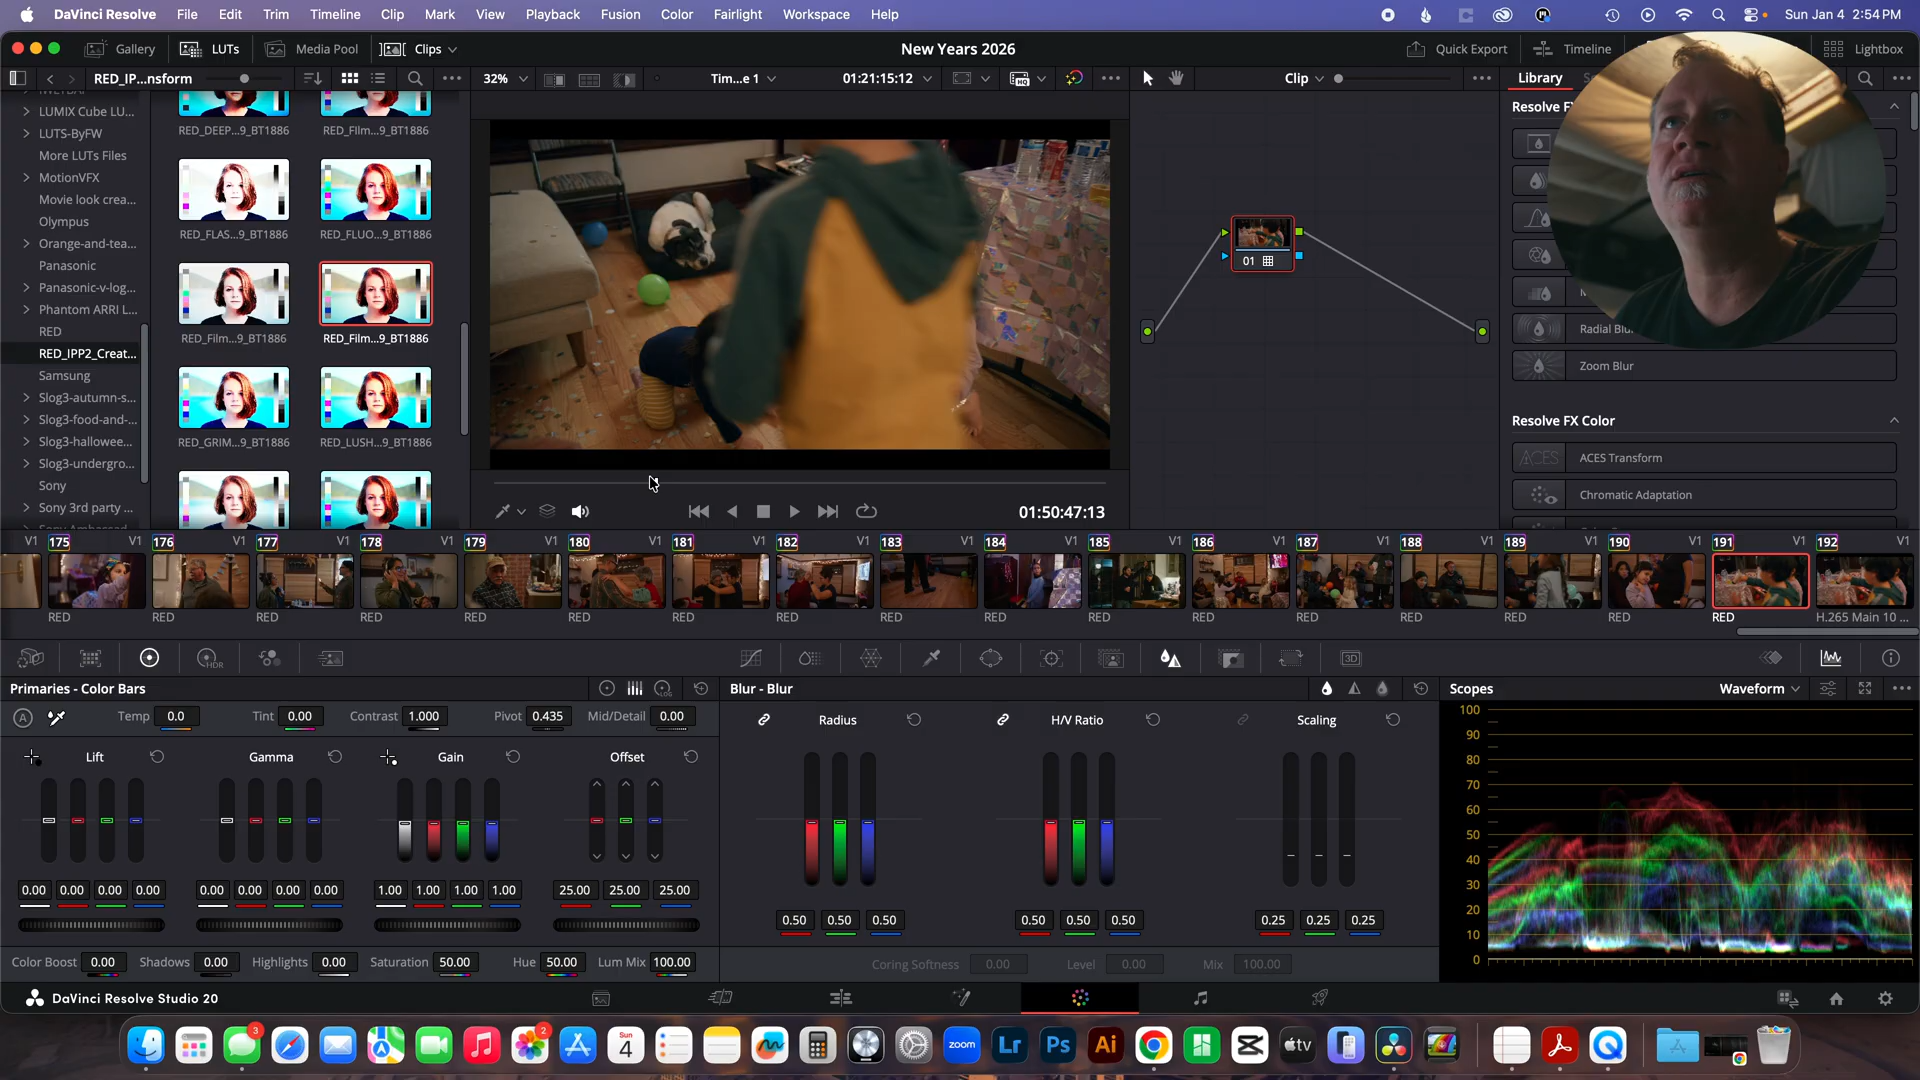 DaVinci Resolve File Edit Trim Timeline Clip Mark View Playback Fusion Color Fairlight Workspace Help Sun Jan 4 2:54 PM
Gallery LUTs Media Pool Clips New Years 2026 Quick Export Timeline Lightbox
RED_IP...nsform 32% Tim...e 1 01:21:15:12 Clip Library
LUMIX Cube LU...
LUTS-ByFW
More LUTs Files
MotionVFX
Movie look crea...
Olympus
Orange-and-tea...
Panasonic
Panasonic-v-log...
Phantom ARRI L...
RED
RED_IPP2_Creat...
Samsung
Slog3-autumn-s...
Slog3-food-and-...
Slog3-hallowee...
Slog3-undergro...
Sony
Sony 3rd party ...
RED_DEEP...9_BT1886 RED_FIlm...9_BT1886
RED_FLAS...9_BT1886 RED_FLUO...9_BT1886
RED_Film...9_BT1886 RED_Film...9_BT1886
RED_GRIM...9_BT1886 RED_LUSH...9_BT1886
01:50:47:13
01
Resolve FX
Radial Blu
Zoom Blur
Resolve FX Color
ACES Transform
Chromatic Adaptation
V1 175 V1 176 V1 177 V1 178 V1 179 V1 180 V1 181 V1 182 V1 183 V1 184 V1 185 V1 186 V1 187 V1 188 V1 189 V1 190 V1 191 V1 192 V1
RED RED RED RED RED RED RED RED RED RED RED RED RED RED RED RED RED H.265 Main 10 ...
HDR 3D
Primaries - Color Bars LOG Blur - Blur Scopes Waveform
A Temp 0.0 Tint 0.00 Contrast 1.000 Pivot 0.435 Mid/Detail 0.00 Radius H/V Ratio Scaling
Lift Gamma Gain Offset
0.00 0.00 0.00 0.00 0.00 0.00 0.00 0.00 1.00 1.00 1.00 1.00 25.00 25.00 25.00
0.50 0.50 0.50 0.50 0.50 0.50 0.25 0.25 0.25
Color Boost 0.00 Shadows 0.00 Highlights 0.00 Saturation 50.00 Hue 50.00 Lum Mix 100.00 Coring Softness 0.00 Level 0.00 Mix 100.00
100
90
80
70
60
50
40
30
20
10
0
DaVinci Resolve Studio 20
3 2 Sun 4 zoom Lr Ps Ai tv